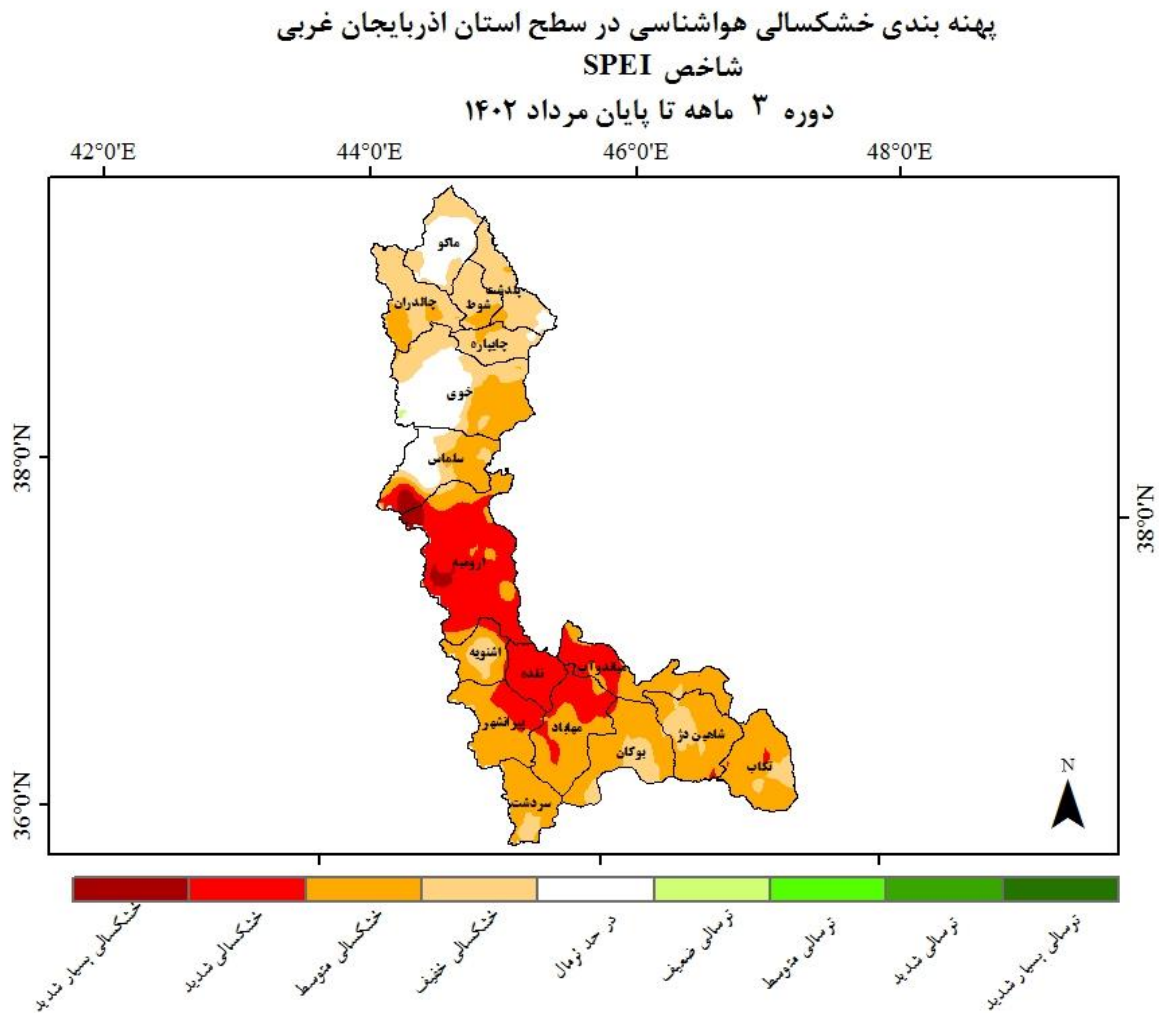 پهنه بندی خشکسالی هواشناسی در سطح استان اذربایجان غربی
شاخص SPEI
دوره ۳ ماهه تا پایان مرداد ۱۴۰۲
42°0'E 44°0'E 46°0'E 48°0'E
ماکو
پلدشت
چالدران
شوط
چایپاره
خوی
38°0'N
سلماس
38°0'N
ارومیه
اشنویه
نقده
میاندوآب
پیرانشهر
مهاباد
بوکان
شاهین دژ
تکاب
سردشت
36°0'N
36°0'N
N
خشکسالی بسیار شدید
خشکسالی شدید
خشکسالی متوسط
خشکسالی خفیف
در حد نرمال
ترسالی ضعیف
ترسالی متوسط
ترسالی شدید
ترسالی بسیار شدید